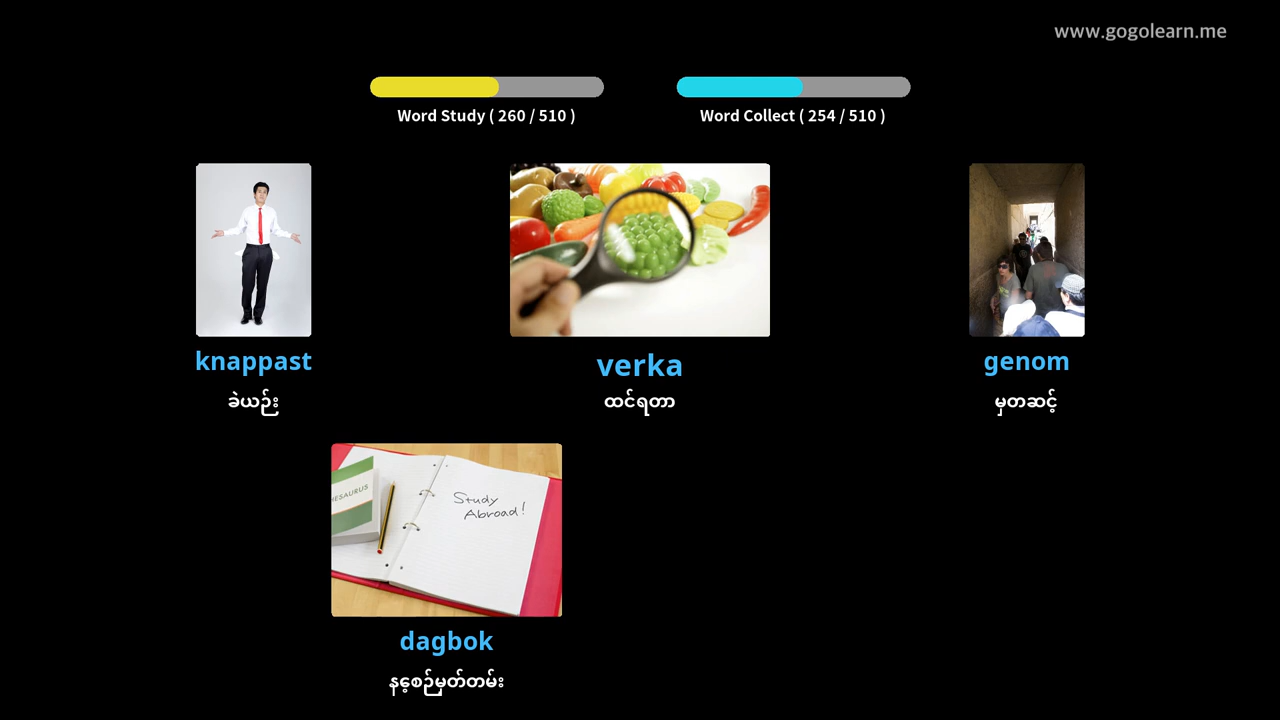 www.gogolearn.me
Word Study ( 260 / 510 )
Word Collect ( 254 / 510 )
knappast
ခဲယဉ်း
verka
ထင်ရတာ
genom
မှတဆင့်
Study
Abroad!
dagbok
နေ့စဉ်မှတ်တမ်း